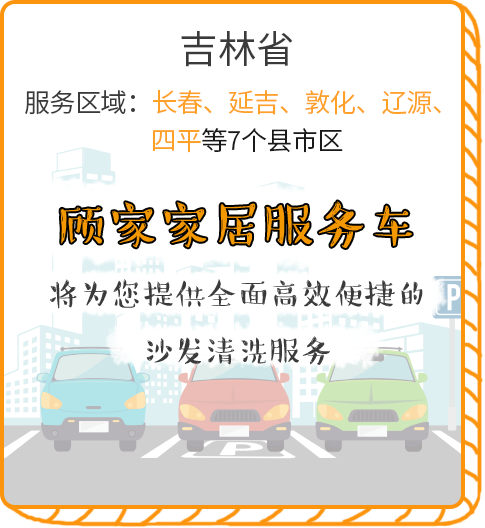 吉林省
服务区域：长春、延吉、敦化、辽源、
四平等7个县市区
顾家家居服务车
将为您提供全面高效便捷的
沙发清洗服务
P
P